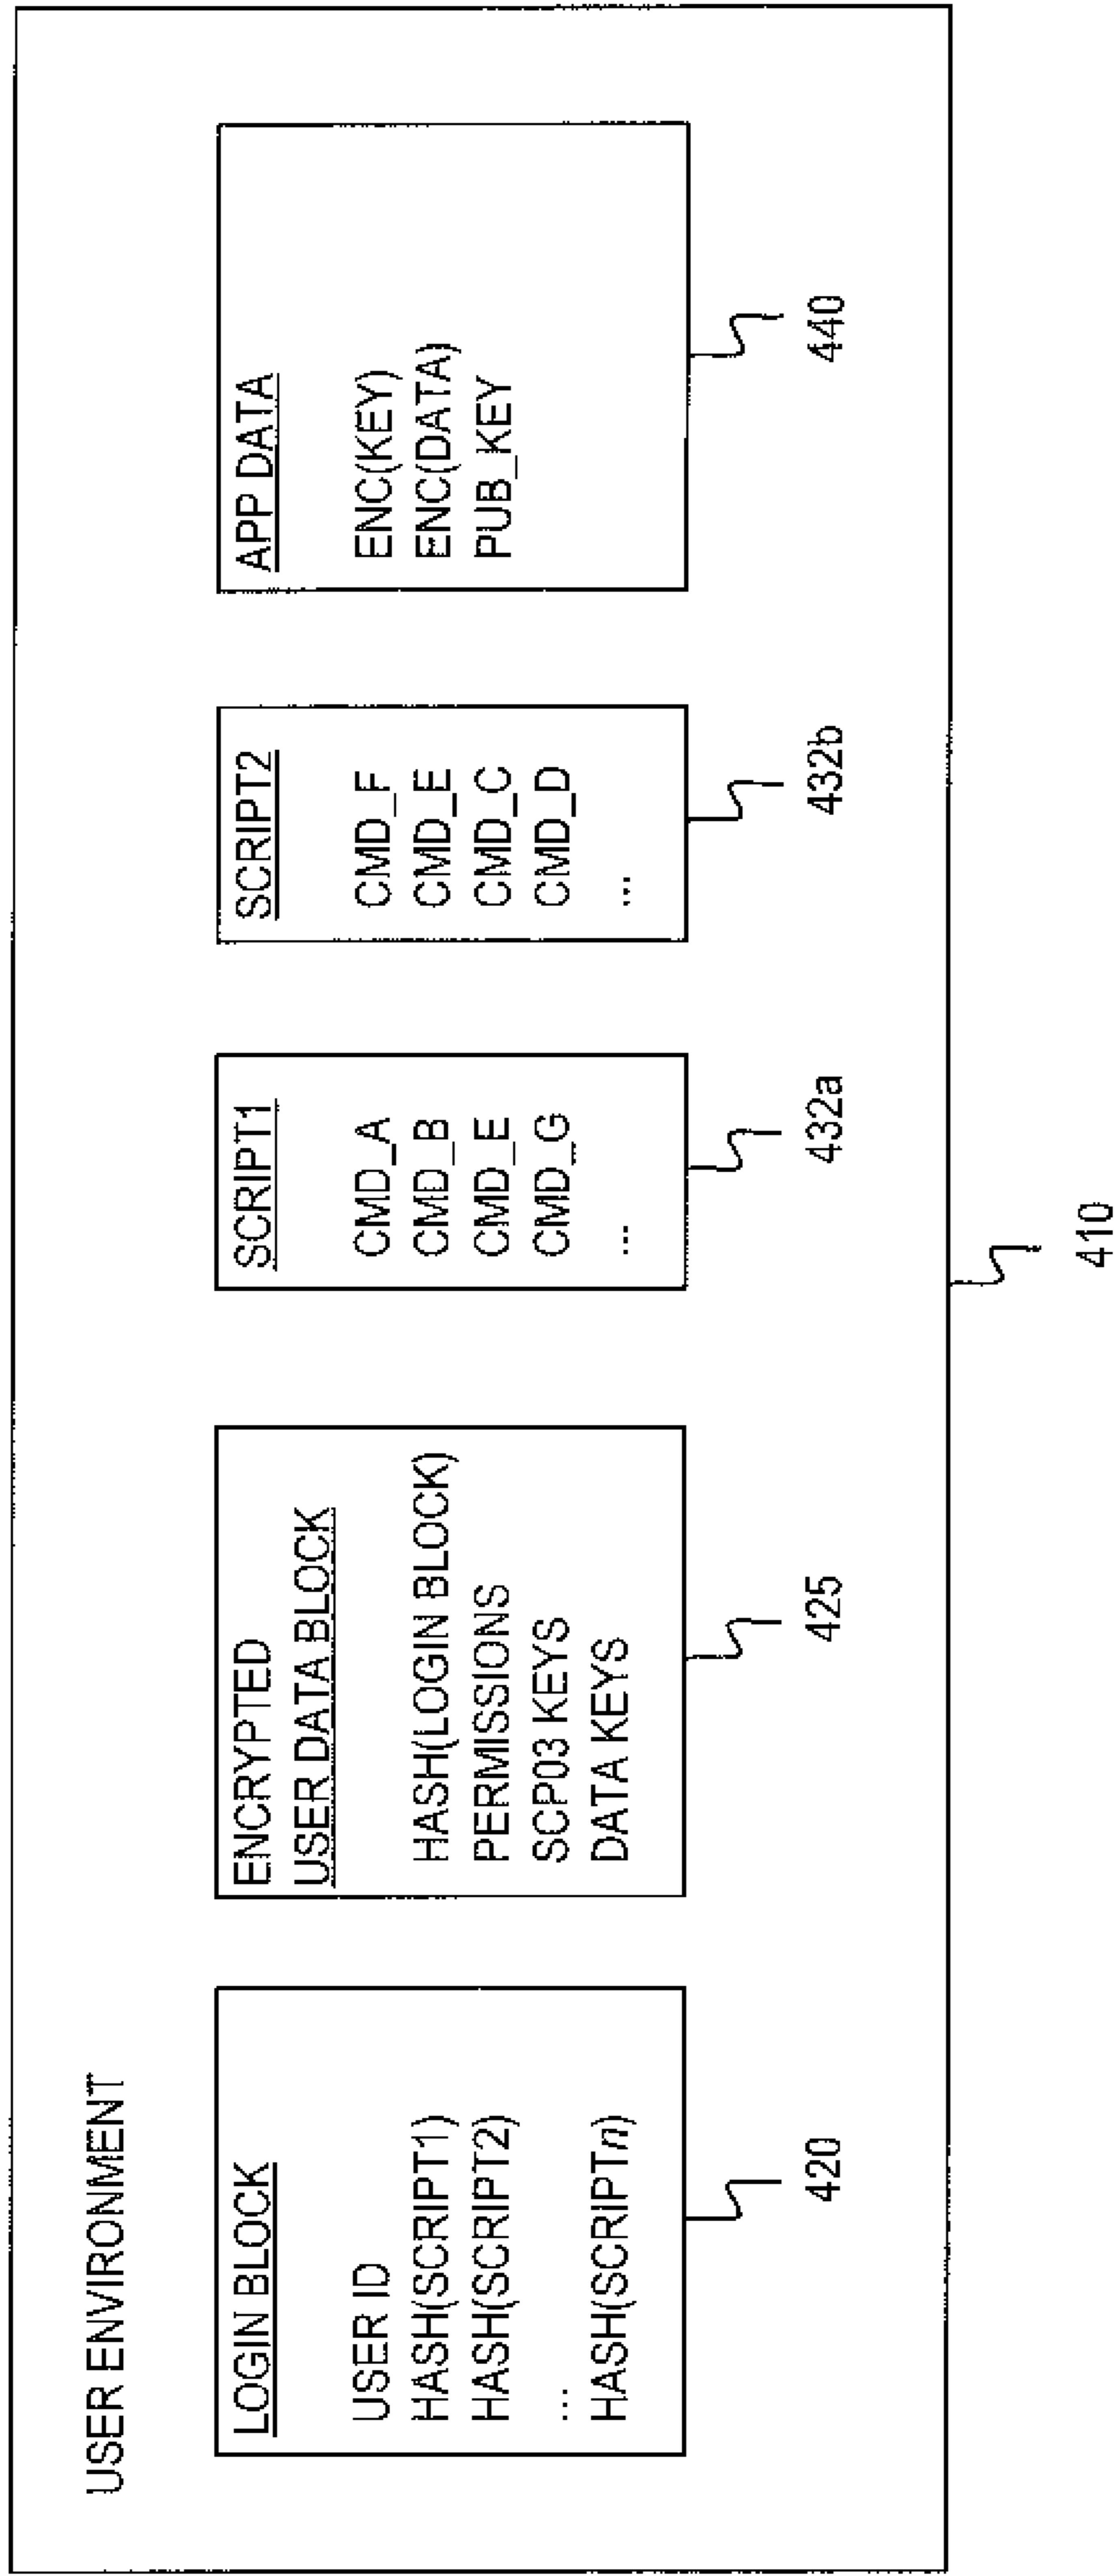 USER ENVIRONMENT
LOGIN BLOCK
USER ID
HASH(SCRIPT1)
HASH(SCRIPT2)
...
HASH(SCRIPTn)
420
ENCRYPTED
USER DATA BLOCK
HASH(LOGIN BLOCK)
PERMISSIONS
SCP03 KEYS
DATA KEYS
425
SCRIPT1
CMD_A
CMD_B
CMD_E
CMD_G
...
432a
SCRIPT2
CMD_F
CMD_E
CMD_C
CMD_D
...
432b
APP DATA
ENC(KEY)
ENC(DATA)
PUB_KEY
440
410